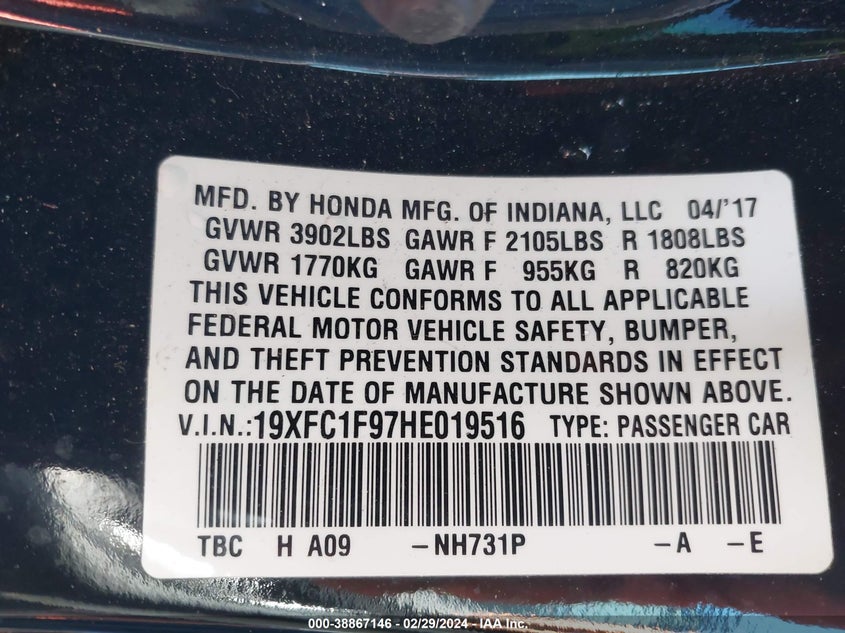 MFD. BY HONDA MFG. OF INDIANA, LLC 04/'17
GVWR 3902LBS GAWR F 2105LBS R 1808LBS
GVWR 1770KG GAWR F 955KG R 820KG
THIS VEHICLE CONFORMS TO ALL APPLICABLE
FEDERAL MOTOR VEHICLE SAFETY, BUMPER,
AND THEFT PREVENTION STANDARDS IN EFFECT
ON THE DATE OF MANUFACTURE SHOWN ABOVE.
V.I.N.:19XFC1F97HE019516 TYPE: PASSENGER CAR
TBC H A09 -NH731P -A -E
000-38867146 - 02/29/2024 - IAA Inc.